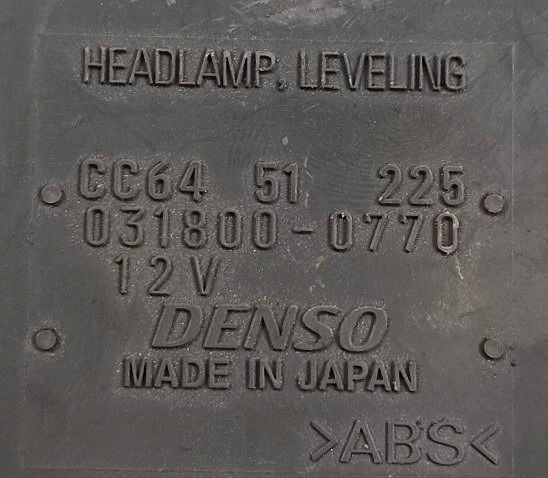 HEADLAMP, LEVELING
CC64 51 225
031800-0770
12V
DENSO
MADE IN JAPAN
>ABS<